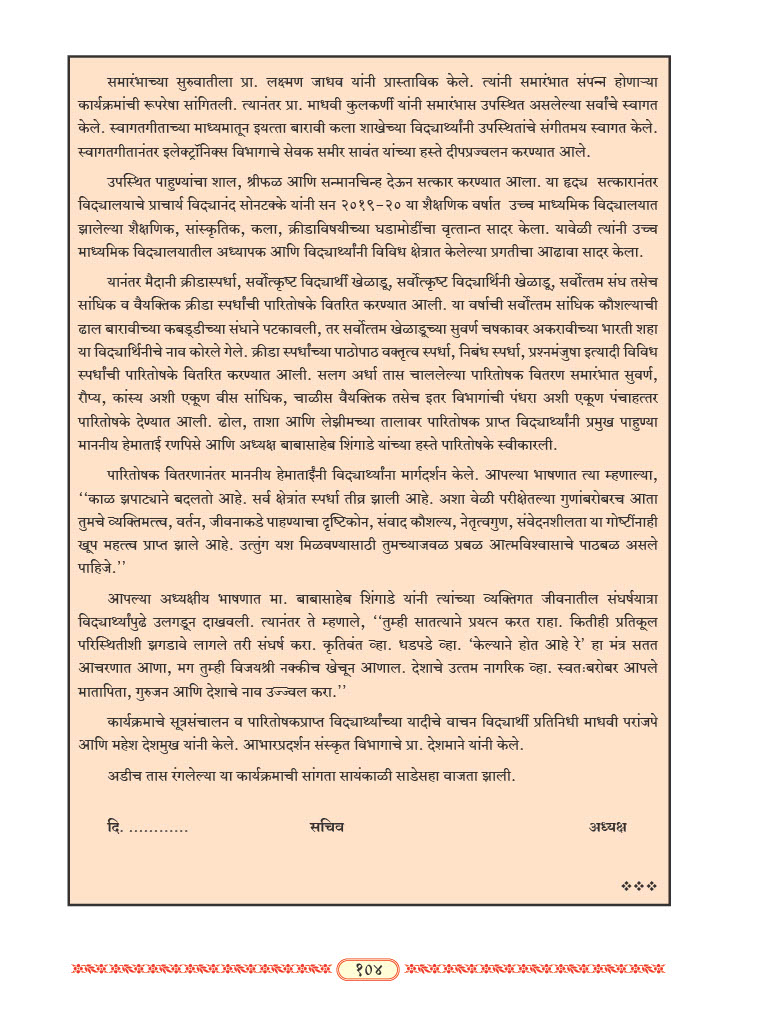 समारंभाच्या सुरुवातीला प्रा. लक्ष्मण जाधव यांनी प्रास्ताविक केले. त्यांनी समारंभात संपन्न होणाऱ्या
कार्यक्रमांची रूपरेषा सांगितली. त्यानंतर प्रा. माधवी कुलकर्णी यांनी समारंभास उपस्थित असलेल्या सर्वांचे स्वागत
केले. स्वागतगीताच्या माध्यमातून इयत्ता बारावी कला शाखेच्या विद्यार्थ्यांनी उपस्थितांचे संगीतमय स्वागत केले.
स्वागतगीतानंतर इलेक्ट्रॉनिक्स विभागाचे सेवक समीर सावंत यांच्या हस्ते दीपप्रज्वलन करण्यात आले.
उपस्थित पाहुण्यांचा शाल, श्रीफळ आणि सन्मानचिन्ह देऊन सत्कार करण्यात आला. या हृद्य सत्कारानंतर
विद्यालयाचे प्राचार्य विद्यानंद सोनटक्के यांनी सन २०१९-२० या शैक्षणिक वर्षात उच्च माध्यमिक विद्यालयात
झालेल्या शैक्षणिक, सांस्कृतिक, कला, क्रीडाविषयीच्या घडामोडींचा वृत्तान्त सादर केला. यावेळी त्यांनी उच्च
माध्यमिक विद्यालयातील अध्यापक आणि विद्यार्थ्यांनी विविध क्षेत्रात केलेल्या प्रगतीचा आढावा सादर केला.
यानंतर मैदानी क्रीडास्पर्धा, सर्वोत्कृष्ट विद्यार्थी खेळाडू, सर्वोत्कृष्ट विद्यार्थिनी खेळाडू, सर्वोत्तम संघ तसेच
सांघिक व वैयक्तिक क्रीडा स्पर्धांची पारितोषके वितरित करण्यात आली. या वर्षाची सर्वोत्तम सांघिक कौशल्याची
ढाल बारावीच्या कबड्डीच्या संघाने पटकावली, तर सर्वोत्तम खेळाडूच्या सुवर्ण चषकावर अकरावीच्या भारती शहा
या विद्यार्थिनीचे नाव कोरले गेले. क्रीडा स्पर्धांच्या पाठोपाठ वक्तृत्व स्पर्धा, निबंध स्पर्धा, प्रश्नमंजुषा इत्यादी विविध
स्पर्धांची पारितोषके वितरित करण्यात आली. सलग अर्धा तास चाललेल्या पारितोषक वितरण समारंभात सुवर्ण,
रौप्य, कांस्य अशी एकूण वीस सांघिक, चाळीस वैयक्तिक तसेच इतर विभागांची पंधरा अशी एकूण पंचाहत्तर
पारितोषके देण्यात आली. ढोल, ताशा आणि लेझीमच्या तालावर पारितोषक प्राप्त विद्यार्थ्यांनी प्रमुख पाहुण्या
माननीय हेमाताई रणपिसे आणि अध्यक्ष बाबासाहेब शिंगाडे यांच्या हस्ते पारितोषके स्वीकारली.
पारितोषक वितरणानंतर माननीय हेमाताईंनी विद्यार्थ्यांना मार्गदर्शन केले. आपल्या भाषणात त्या म्हणाल्या,
‘‘काळ झपाट्याने बदलतो आहे. सर्व क्षेत्रांत स्पर्धा तीव्र झाली आहे. अशा वेळी परीक्षेतल्या गुणांबरोबरच आता
तुमचे व्यक्तिमत्त्व, वर्तन, जीवनाकडे पाहण्याचा दृष्टिकोन, संवाद कौशल्य, नेतृत्वगुण, संवेदनशीलता या गोष्टींनाही
खूप महत्त्व प्राप्त झाले आहे. उत्तुंग यश मिळवण्यासाठी तुमच्याजवळ प्रबळ आत्मविश्वासाचे पाठबळ असले
पाहिजे.’’
आपल्या अध्यक्षीय भाषणात मा. बाबासाहेब शिंगाडे यांनी त्यांच्या व्यक्तिगत जीवनातील संघर्षयात्रा
विद्यार्थ्यांपुढे उलगडून दाखवली. त्यानंतर ते म्हणाले, ‘‘तुम्ही सातत्याने प्रयत्न करत राहा. कितीही प्रतिकूल
परिस्थितीशी झगडावे लागले तरी संघर्ष करा. कृतिवंत व्हा. धडपडे व्हा. ‘केल्याने होत आहे रे’ हा मंत्र सतत
आचरणात आणा, मग तुम्ही विजयश्री नक्कीच खेचून आणाल. देशाचे उत्तम नागरिक व्हा. स्वतःबरोबर आपले
मातापिता, गुरुजन आणि देशाचे नाव उज्ज्वल करा.’’
कार्यक्रमाचे सूत्रसंचालन व पारितोषकप्राप्त विद्यार्थ्यांच्या यादीचे वाचन विद्यार्थी प्रतिनिधी माधवी परांजपे
आणि महेश देशमुख यांनी केले. आभारप्रदर्शन संस्कृत विभागाचे प्रा. देशमाने यांनी केले.
अडीच तास रंगलेल्या या कार्यक्रमाची सांगता सायंकाळी साडेसहा वाजता झाली.
दि. ............ सचिव अध्यक्ष
१०४